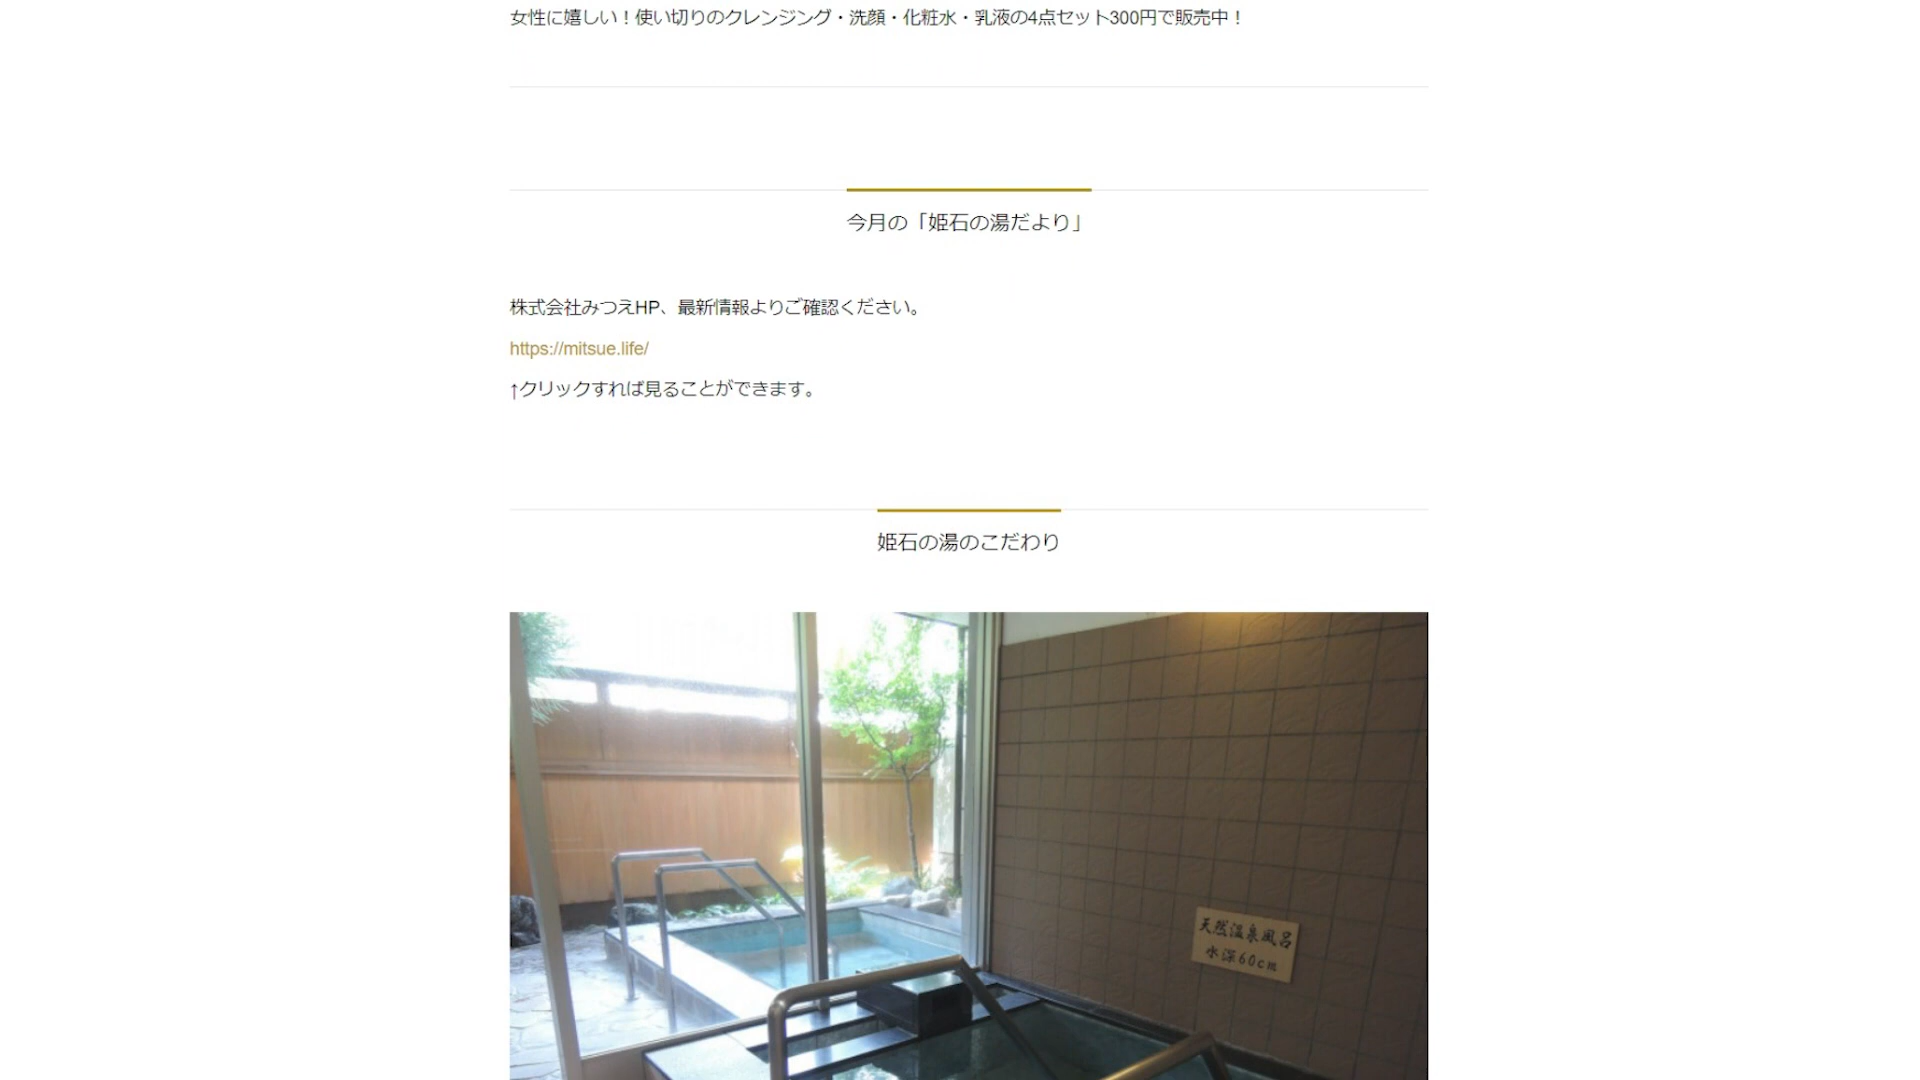 女性に嬉しい！使い切りのクレンジング・洗顔・化粧水・乳液の4点セット300円で販売中！
今月の「姫石の湯だより」
株式会社みつえHP、最新情報よりご確認ください。
https://mitsue.life/
↑クリックすれば見ることができます。
姫石の湯のこだわり
天然温泉風呂
水深60cm